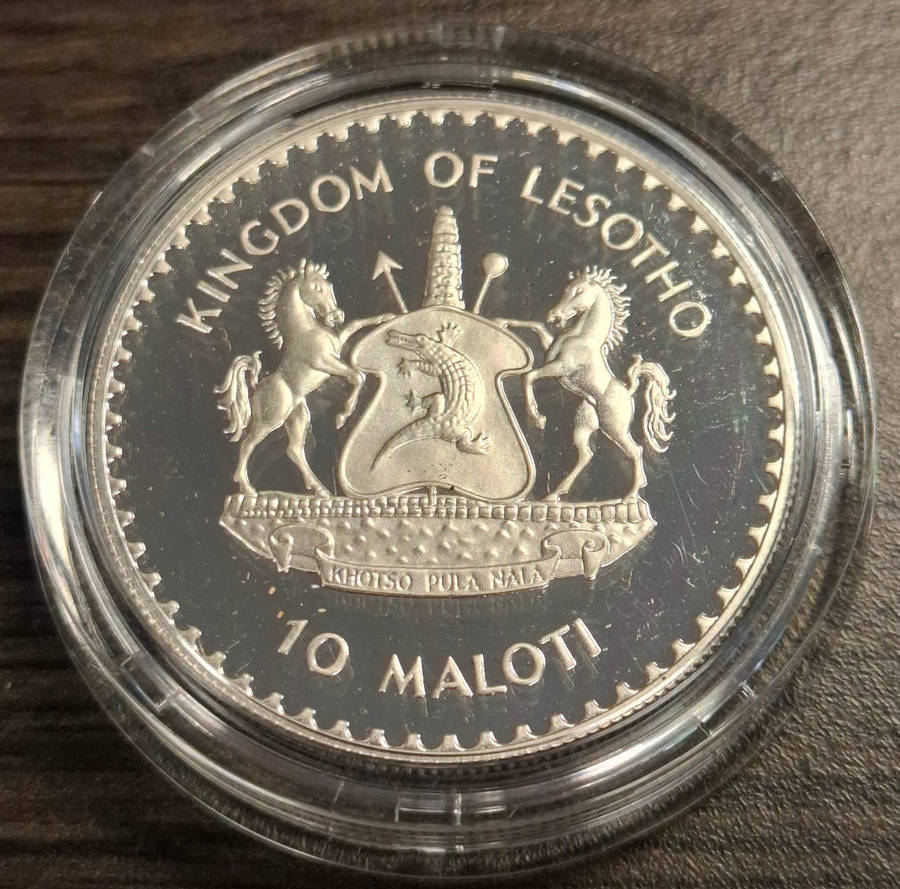 KINGDOM OF LESOTHO
KHOTSO PULA NALA
10 MALOTI